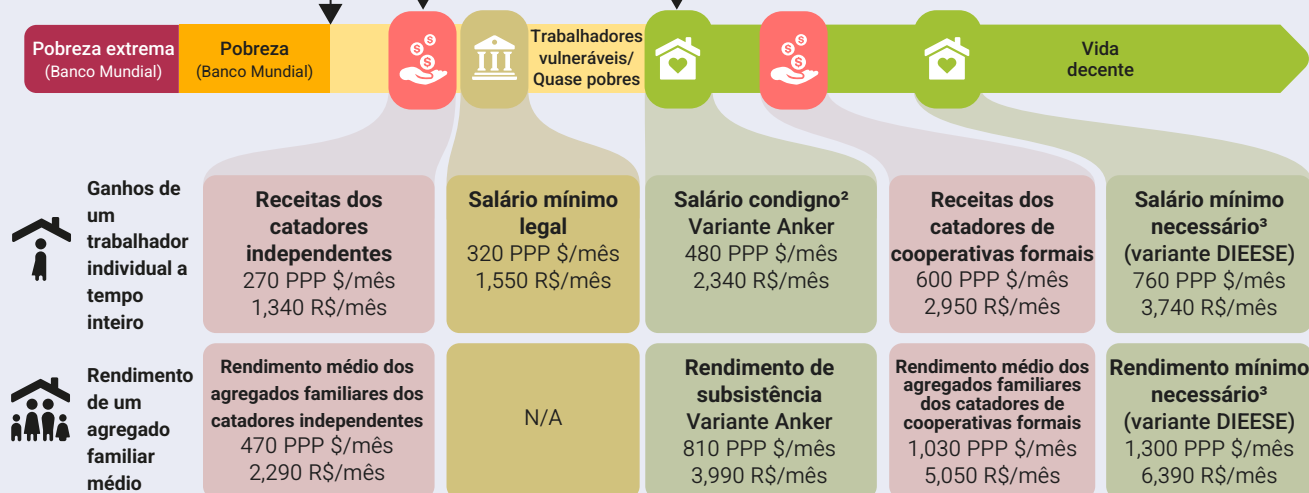 Pobreza extrema
(Banco Mundial)
Pobreza
(Banco Mundial)
Trabalhadores
vulneráveis/
Quase pobres
Vida
decente
Ganhos de
um
trabalhador
individual a
tempo
inteiro
Receitas dos
catadores
independentes
270 PPP $/mês
1,340 R$/mês
Salário mínimo
legal
320 PPP $/mês
1,550 R$/mês
Salário condigno²
Variante Anker
480 PPP $/mês
2,340 R$/mês
Receitas dos
catadores de
cooperativas formais
600 PPP $/mês
2,950 R$/mês
Salário mínimo
necessário³
(variante DIEESE)
760 PPP $/mês
3,740 R$/mês
Rendimento
de um
agregado
familiar
médio
Rendimento médio dos
agregados familiares dos
catadores independentes
470 PPP $/mês
2,290 R$/mês
N/A
Rendimento de
subsistência
Variante Anker
810 PPP $/mês
3,990 R$/mês
Rendimento médio dos
agregados familiares
dos catadores de
cooperativas formais
1,030 PPP $/mês
5,050 R$/mês
Rendimento mínimo
necessário³
(variante DIEESE)
1,300 PPP $/mês
6,390 R$/mês